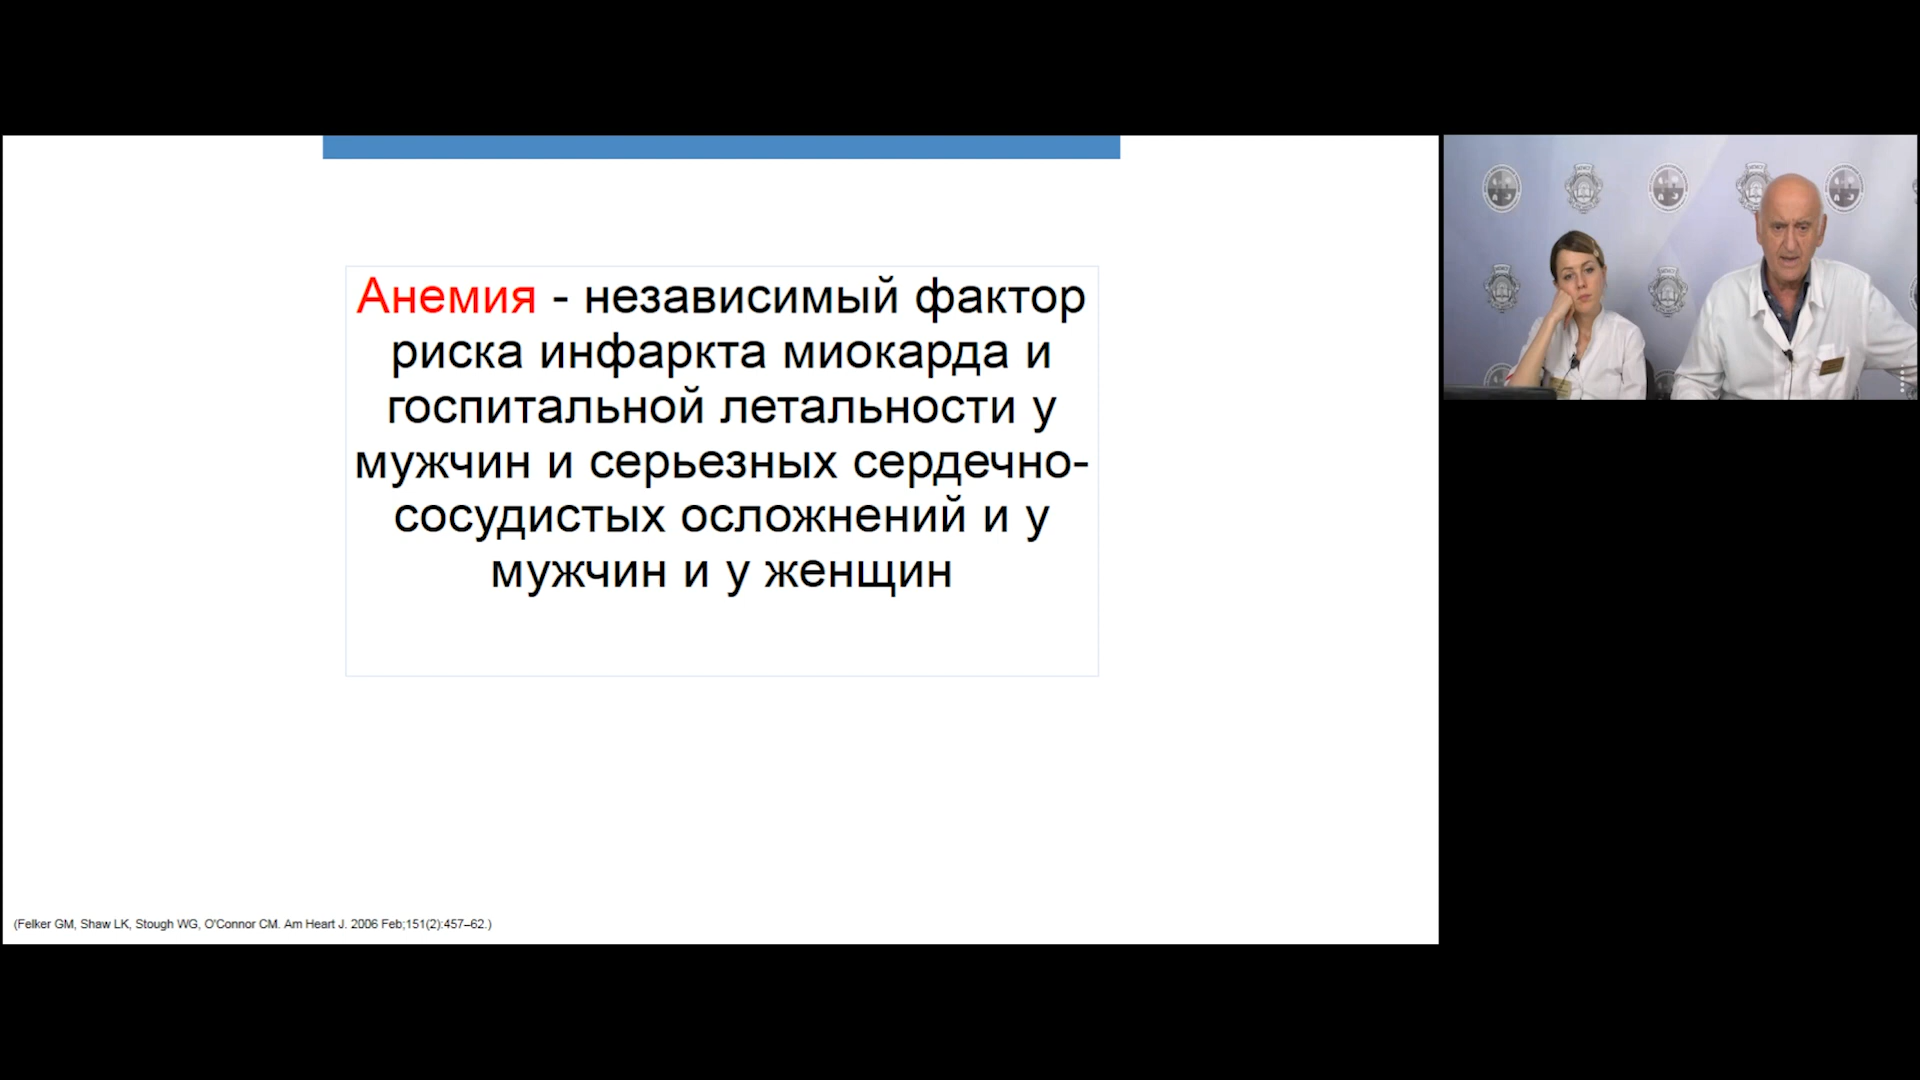 Анемия - независимый фактор
риска инфаркта миокарда и
госпитальной летальности у
мужчин и серьезных сердечно-
сосудистых осложнений и у
мужчин и у женщин
(Felker GM, Shaw LK, Stough WG, O'Connor CM. Am Heart J. 2006 Feb;151(2):457–62.)